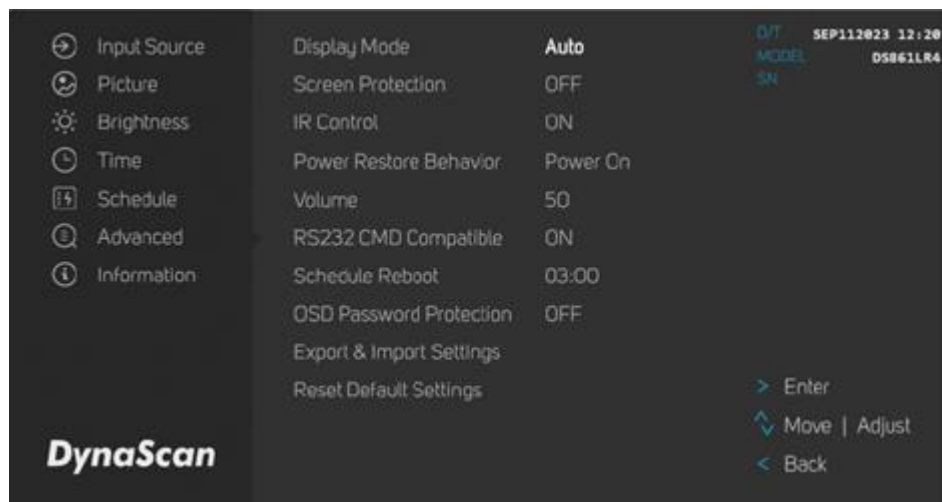 Input Source
Picture
Brightness
Time
Schedule
Advanced
Information
DynaScan
Display Mode Auto
Screen Protection OFF
IR Control ON
Power Restore Behavior Power On
Volume 50
RS232 CMD Compatible ON
Schedule Reboot 03:00
OSD Password Protection OFF
Export & Import Settings
Reset Default Settings
D/T SEP112023 12:20
MODEL DS861LR4
SN
> Enter
Move | Adjust
< Back